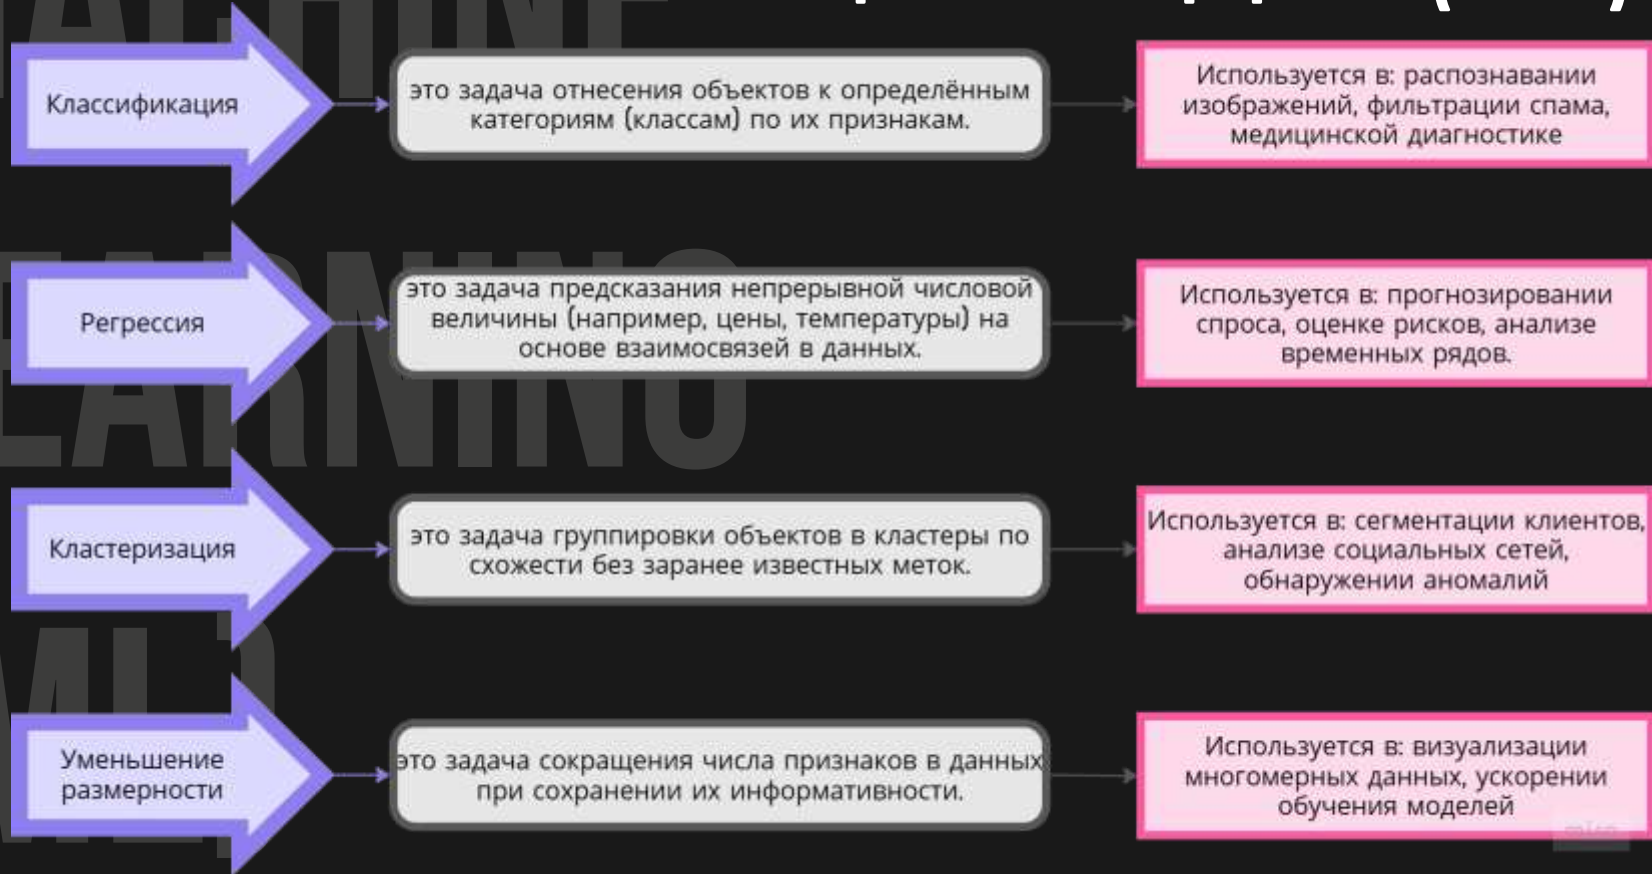 Классификация
это задача отнесения объектов к определённым
категориям (классам) по их признакам.
Используется в: распознавании
изображений, фильтрации спама,
медицинской диагностике
Регрессия
это задача предсказания непрерывной числовой
величины (например, цены, температуры) на
основе взаимосвязей в данных.
Используется в: прогнозировании
спроса, оценке рисков, анализе
временных рядов.
Кластеризация
это задача группировки объектов в кластеры по
схожести без заранее известных меток.
Используется в: сегментации клиентов,
анализе социальных сетей,
обнаружении аномалий
Уменьшение
размерности
это задача сокращения числа признаков в данных
при сохранении их информативности.
Используется в: визуализации
многомерных данных, ускорении
обучения моделей
miro